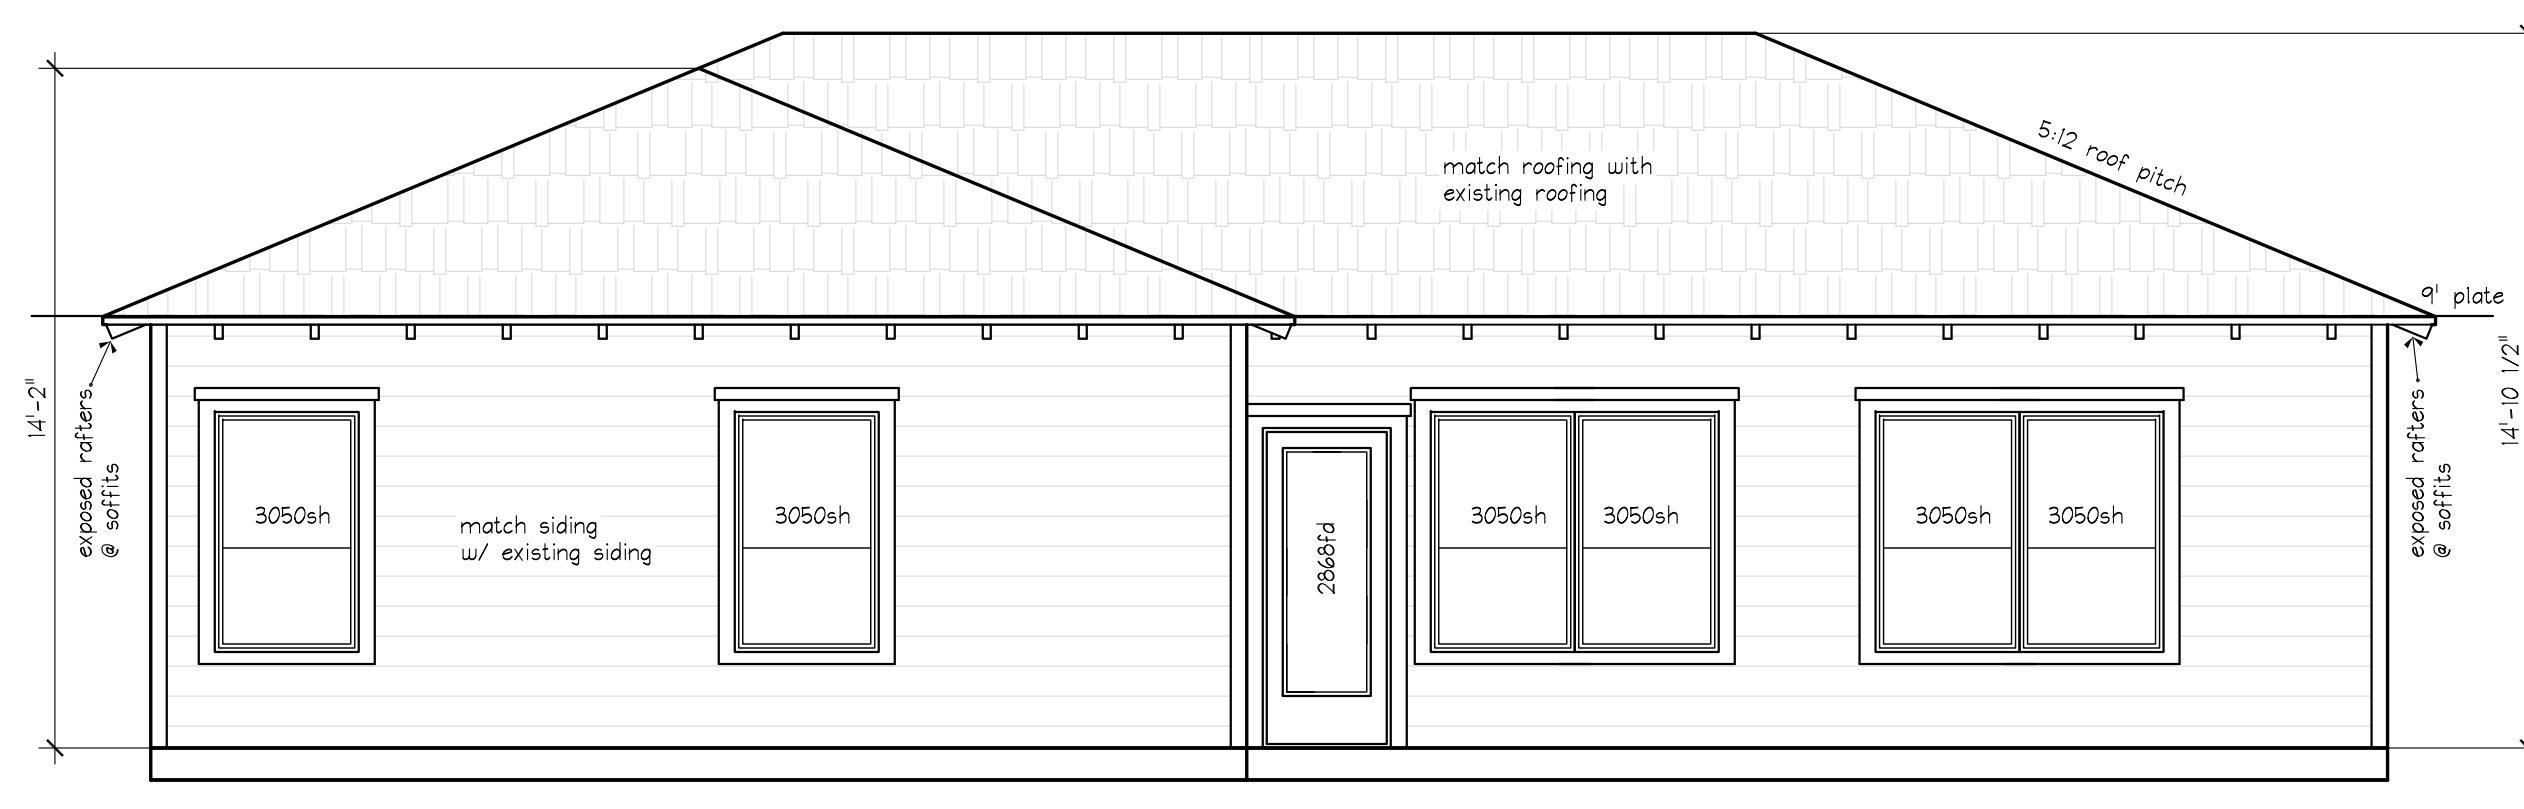 5:12 roof pitch
match roofing with
existing roofing
9' plate
14'-2"
exposed rafters
@ soffits
3050sh
match siding
w/ existing siding
3050sh
2868fd
3050sh
3050sh
3050sh
3050sh
exposed rafters
@ soffits
14'-10 1/2"